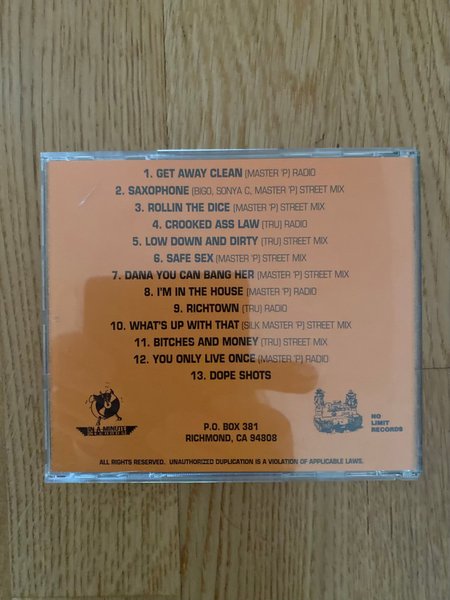 1. GET AWAY CLEAN (MASTER 'P) RADIO
2. SAXOPHONE (BIGO, SONYA C, MASTER 'P) STREET MIX
3. ROLLIN THE DICE (MASTER 'P) STREET MIX
4. CROOKED ASS LAW (TRU) RADIO
5. LOW DOWN AND DIRTY (TRU) STREET MIX
6. SAFE SEX (MASTER 'P) STREET MIX
7. DANA YOU CAN BANG HER (MASTER 'P) STREET MIX
8. I'M IN THE HOUSE (MASTER 'P) RADIO
9. RICHTOWN (TRU) RADIO
10. WHAT'S UP WITH THAT (SILK MASTER 'P) STREET MIX
11. BITCHES AND MONEY (TRU) STREET MIX
12. YOU ONLY LIVE ONCE (MASTER 'P) RADIO
13. DOPE SHOTS
IN-A-MINUTE
RECORDS
P.O. BOX 381
RICHMOND, CA 94808
NO
LIMIT
RECORDS
ALL RIGHTS RESERVED. UNAUTHORIZED DUPLICATION IS A VIOLATION OF APPLICABLE LAWS.